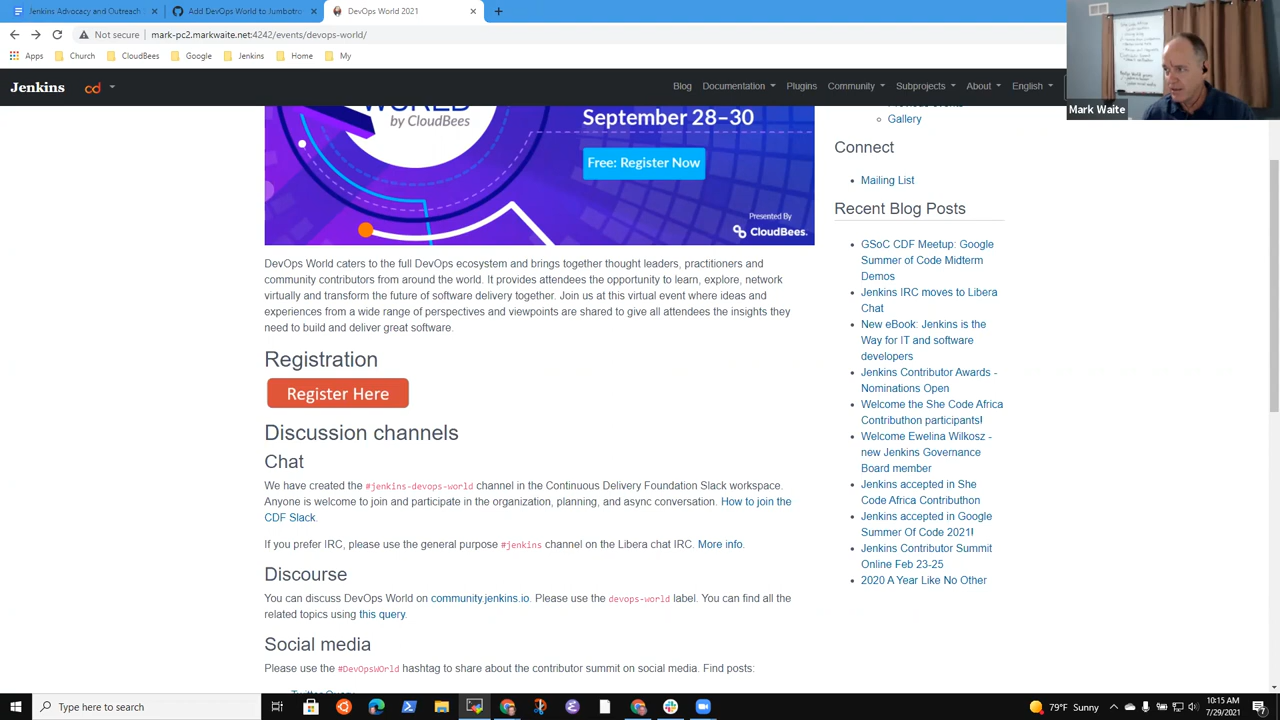 Jenkins Advocacy and Outreach
Add DevOps World to Jumbotro
DevOps World 2021
Not secure
mark-pc2.markwaite.net:4242/events/devops-world/
Apps
Church
CloudBees
Google
Jenkins
Home
My
Jenkins
cd
Blog
Documentation
Plugins
Community
Subprojects
About
English
Mark Waite
WORLD
by CloudBees
September 28–30
Free: Register Now
Presented By
CloudBees.
DevOps World caters to the full DevOps ecosystem and brings together thought leaders, practitioners and
community contributors from around the world. It provides attendees the opportunity to learn, explore, network
virtually and transform the future of software delivery together. Join us at this virtual event where ideas and
experiences from a wide range of perspectives and viewpoints are shared to give all attendees the insights they
need to build and deliver great software.
Registration
Register Here
Discussion channels
Chat
We have created the #jenkins-devops-world channel in the Continuous Delivery Foundation Slack workspace.
Anyone is welcome to join and participate in the organization, planning, and async conversation. How to join the
CDF Slack.
If you prefer IRC, please use the general purpose #jenkins channel on the Libera chat IRC. More info.
Discourse
You can discuss DevOps World on community.jenkins.io. Please use the devops-world label. You can find all the
related topics using this query.
Social media
Please use the #DevOpsWOrld hashtag to share about the contributor summit on social media. Find posts:
Twitter Query
Gallery
Connect
Mailing List
Recent Blog Posts
GSoC CDF Meetup: Google
Summer of Code Midterm
Demos
Jenkins IRC moves to Libera
Chat
New eBook: Jenkins is the
Way for IT and software
developers
Jenkins Contributor Awards -
Nominations Open
Welcome the She Code Africa
Contributhon participants!
Welcome Ewelina Wilkosz -
new Jenkins Governance
Board member
Jenkins accepted in She
Code Africa Contributhon
Jenkins accepted in Google
Summer Of Code 2021!
Jenkins Contributor Summit
Online Feb 23-25
2020 A Year Like No Other
Type here to search
79°F Sunny
10:15 AM
7/29/2021